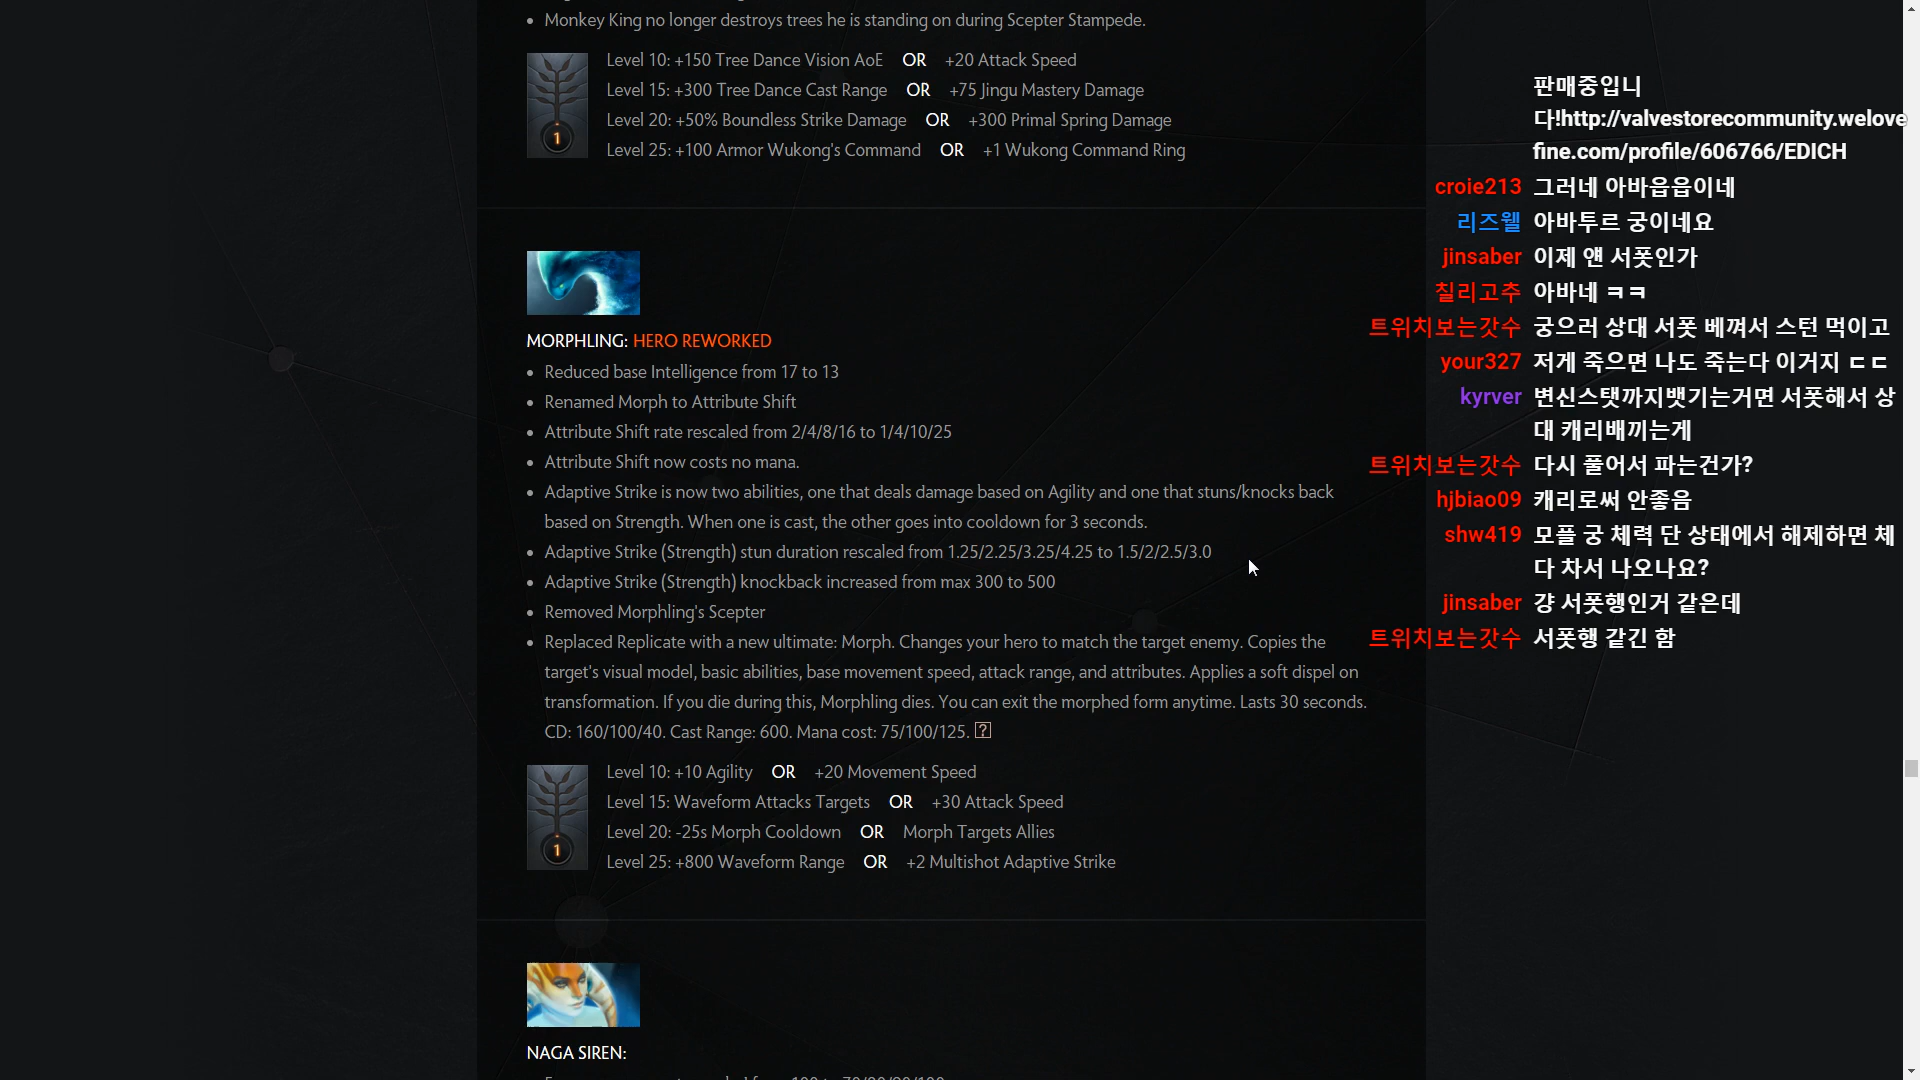 Monkey King no longer destroys trees he is standing on during Scepter Stampede.
Level 10: +150 Tree Dance Vision AoE OR +20 Attack Speed
Level 15: +300 Tree Dance Cast Range OR +75 Jingu Mastery Damage
Level 20: +50% Boundless Strike Damage OR +300 Primal Spring Damage
Level 25: +100 Armor Wukong's Command OR +1 Wukong Command Ring
1
MORPHLING: HERO REWORKED
Reduced base Intelligence from 17 to 13
Renamed Morph to Attribute Shift
Attribute Shift rate rescaled from 2/4/8/16 to 1/4/10/25
Attribute Shift now costs no mana.
Adaptive Strike is now two abilities, one that deals damage based on Agility and one that stuns/knocks back
based on Strength. When one is cast, the other goes into cooldown for 3 seconds.
Adaptive Strike (Strength) stun duration rescaled from 1.25/2.25/3.25/4.25 to 1.5/2/2.5/3.0
Adaptive Strike (Strength) knockback increased from max 300 to 500
Removed Morphling's Scepter
Replaced Replicate with a new ultimate: Morph. Changes your hero to match the target enemy. Copies the
target's visual model, basic abilities, base movement speed, attack range, and attributes. Applies a soft dispel on
transformation. If you die during this, Morphling dies. You can exit the morphed form anytime. Lasts 30 seconds.
CD: 160/100/40. Cast Range: 600. Mana cost: 75/100/125. ?
Level 10: +10 Agility OR +20 Movement Speed
Level 15: Waveform Attacks Targets OR +30 Attack Speed
Level 20: -25s Morph Cooldown OR Morph Targets Allies
Level 25: +800 Waveform Range OR +2 Multishot Adaptive Strike
1
NAGA SIREN:
판매중입니
다!http://valvestorecommunity.welove
fine.com/profile/606766/EDICH
croie213 그러네 아바읍읍이네
리즈웰 아바투르 궁이네요
jinsaber 이제 얜 서폿인가
칠리고추 아바네 ㅋㅋ
트위치보는갓수 궁으러 상대 서폿 베껴서 스턴 먹이고
your327 저게 죽으면 나도 죽는다 이거지 ㄷㄷ
kyrver 변신스탯까지뱃기는거면 서폿해서 상
대 캐리배끼는게
트위치보는갓수 다시 풀어서 파는건가?
hjbiao09 캐리로써 안좋음
shw419 모플 궁 체력 단 상태에서 해제하면 체
다 차서 나오나요?
jinsaber 걍 서폿행인거 같은데
트위치보는갓수 서폿행 같긴 함